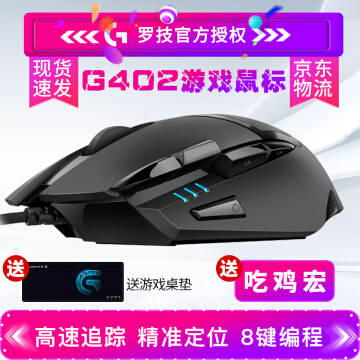 罗技官方授权
现货
速发
G402游戏鼠标
京东
物流
送
送游戏桌垫
送
吃鸡宏
高速追踪 精准定位 8键编程